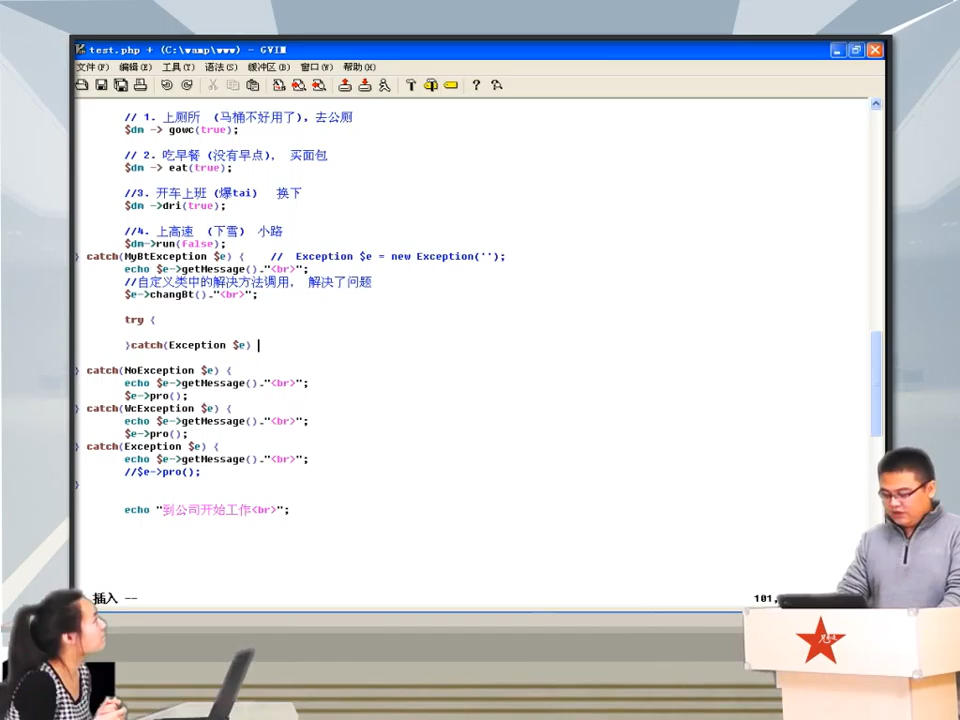 test.php + (C:\wamp\www) - GVIM
文件(F) 编辑(E) 工具(T) 语法(S) 缓冲区(B) 窗口(W) 帮助(H)
// 1. 上厕所 (马桶不好用了), 去公厕
$dm -> gowc(true);
// 2. 吃早餐 (没有早点), 买面包
$dm -> eat(true);
//3. 开车上班 (爆tai) 换下
$dm ->dri(true);
//4. 上高速 (下雪) 小路
$dm->run(false);
} catch(MyBtException $e) { // Exception $e = new Exception('');
echo $e->getMessage()."<br>";
//自定义类中的解决方法调用, 解决了问题
$e->changBt()."<br>";
try {
}catch(Exception $e)
} catch(NoException $e) {
echo $e->getMessage()."<br>";
$e->pro();
} catch(WcException $e) {
echo $e->getMessage()."<br>";
$e->pro();
} catch(Exception $e) {
echo $e->getMessage()."<br>";
//$e->pro();
}
echo "到公司开始工作<br>";
插入 --
101,